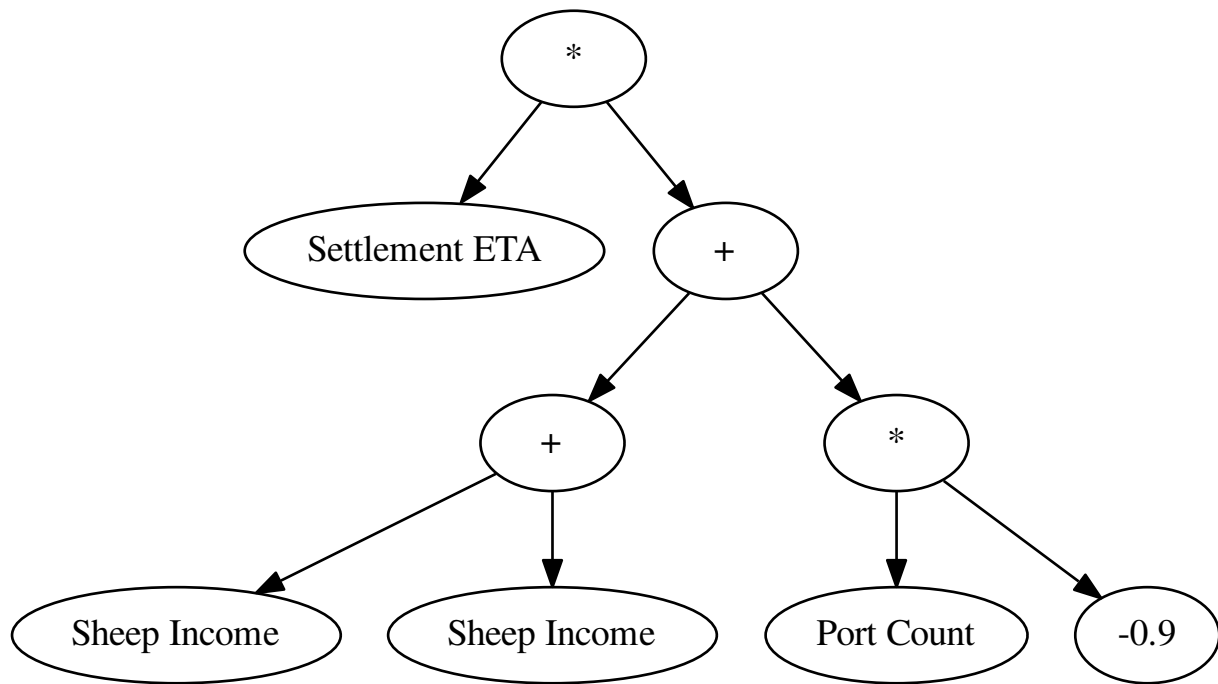 *
Settlement ETA
+
+
*
Sheep Income
Sheep Income
Port Count
-0.9